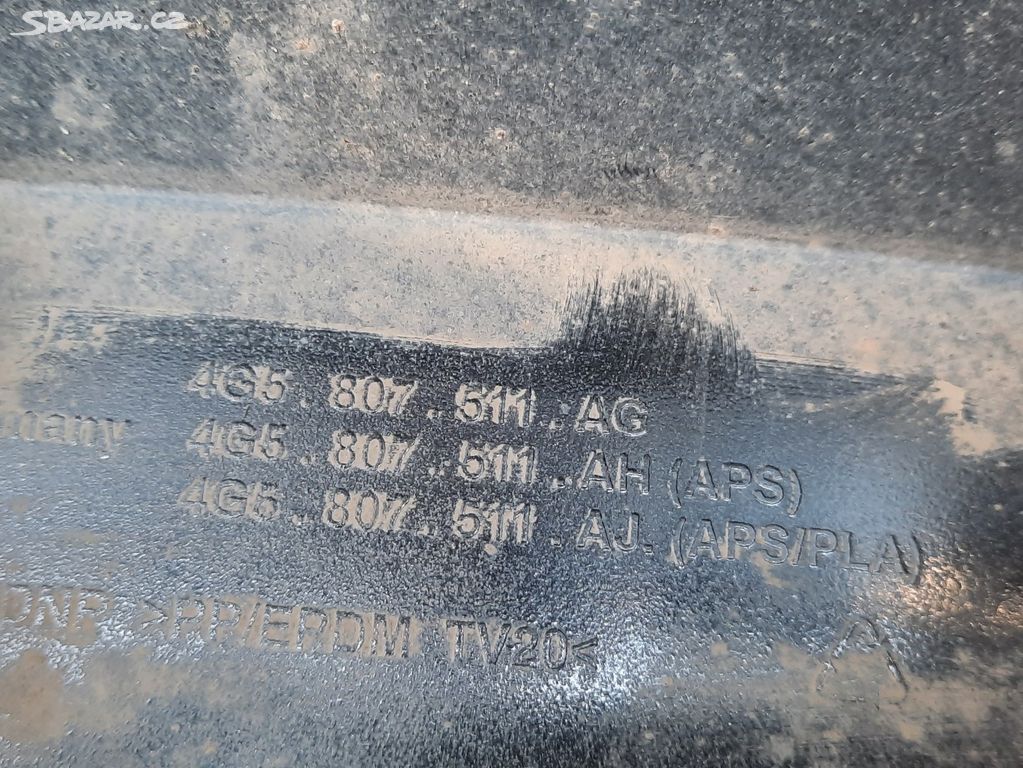 SBAZAR.CZ
4G5.807.511.AG
many 4G5.807.511.AH (APS)
4G5.807.511.AJ. (APS/PLA)
>PP/EPDM TV20<